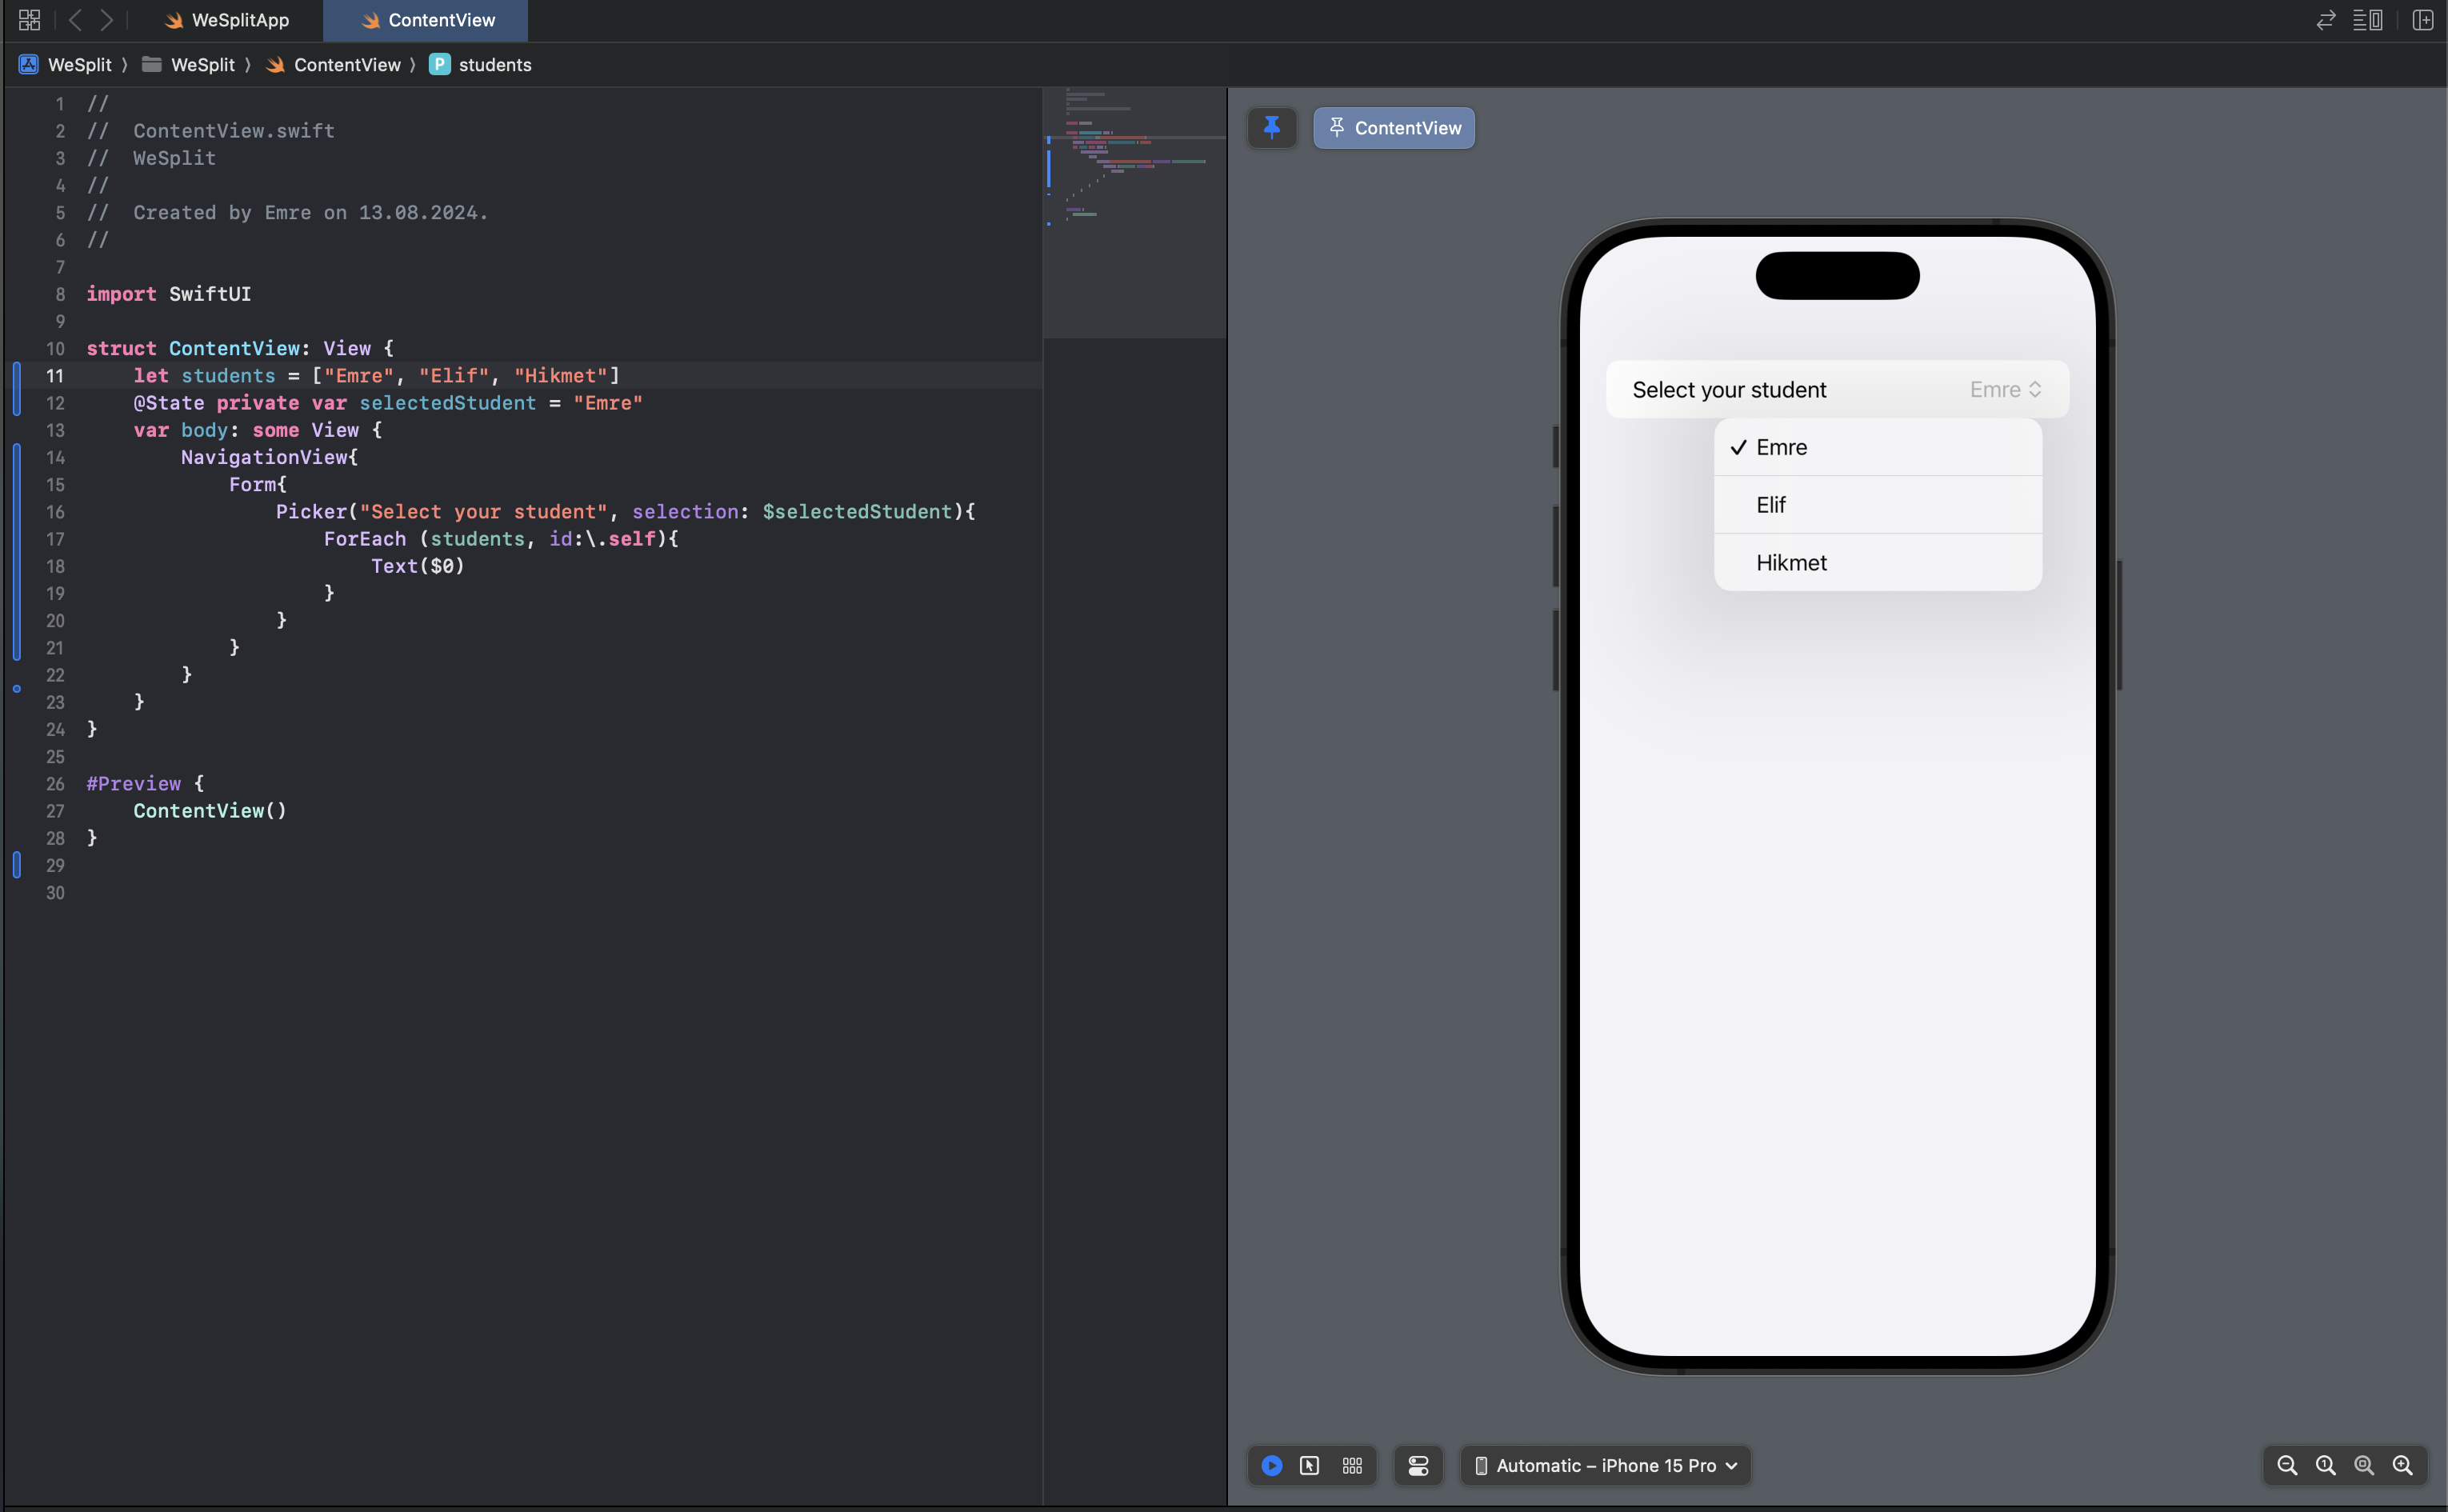 WeSplitApp
ContentView
WeSplit ⟩ WeSplit ⟩ ContentView ⟩ P students
1 //
2 //  ContentView.swift
3 //  WeSplit
4 //
5 //  Created by Emre on 13.08.2024.
6 //
7
8 import SwiftUI
9
10 struct ContentView: View {
11     let students = ["Emre", "Elif", "Hikmet"]
12     @State private var selectedStudent = "Emre"
13     var body: some View {
14         NavigationView{
15             Form{
16                 Picker("Select your student", selection: $selectedStudent){
17                     ForEach (students, id:\.self){
18                         Text($0)
19                     }
20                 }
21             }
22         }
23     }
24 }
25
26 #Preview {
27     ContentView()
28 }
29
30
ContentView
Select your student Emre
✓ Emre
Elif
Hikmet
Automatic – iPhone 15 Pro